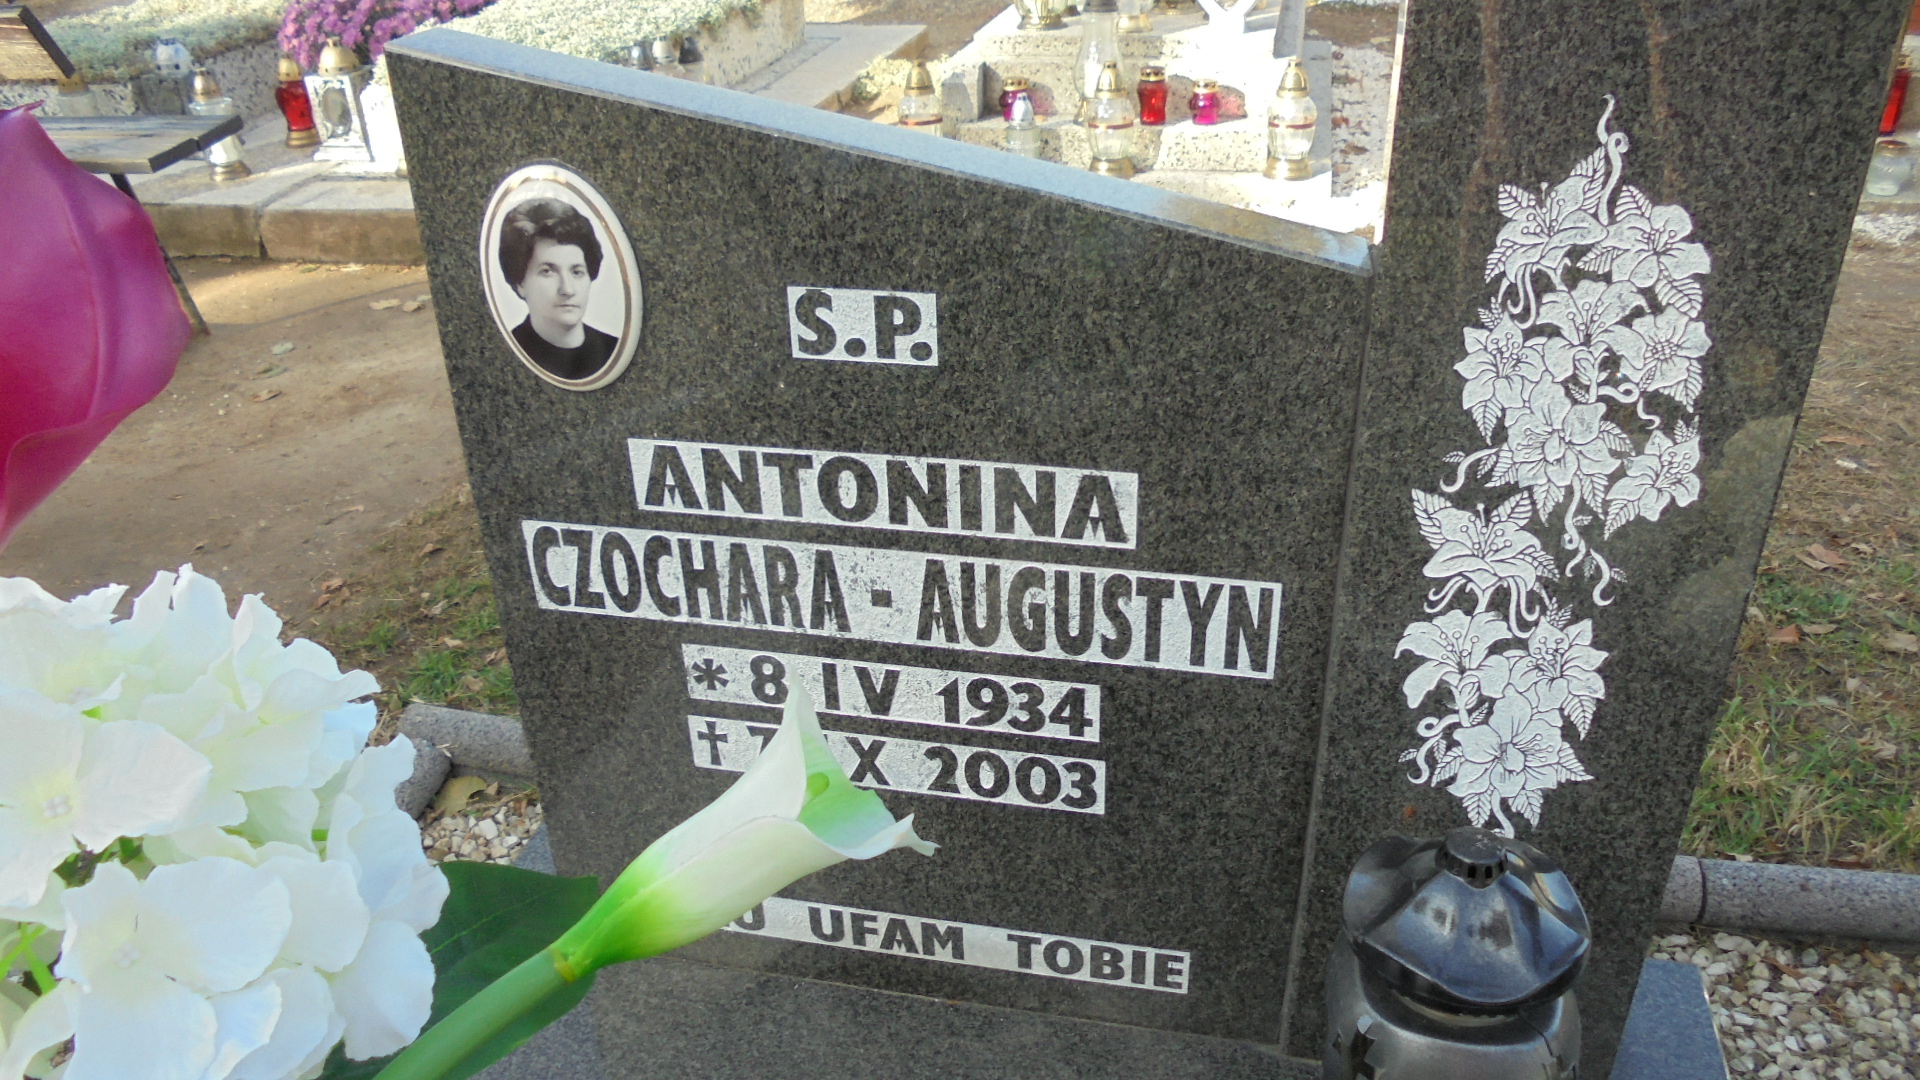 Ś.P.
ANTONINA
CZOCHARA - AUGUSTYN
* 8 IV 1934
† X 2003
UFAM TOBIE